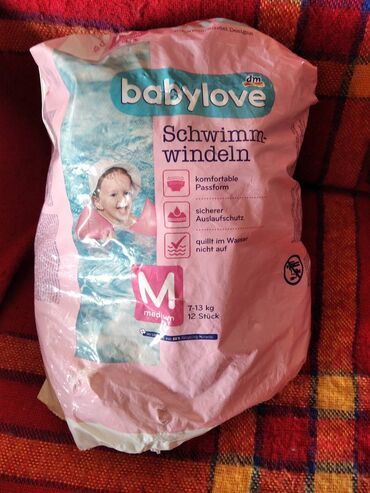 dm
babylove
Schwimm-
windeln
komfortable
Passform
sicherer
Auslaufschutz
quillt im Wasser
nicht auf
M
medium
7-13 kg
12 Stück